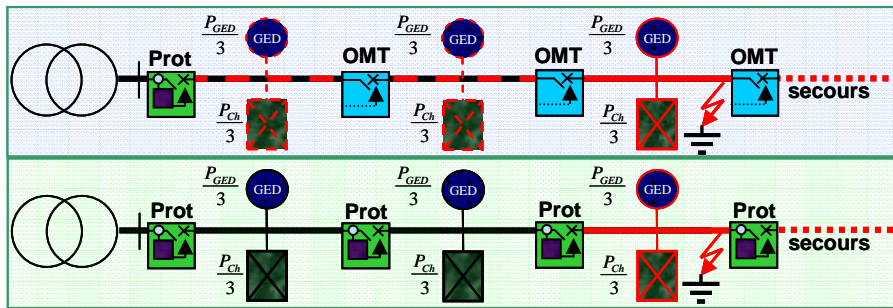 P_GED/3 GED P_GED/3 GED P_GED/3 GED
Prot OMT OMT OMT
P_Ch/3 P_Ch/3 P_Ch/3 secours
P_GED/3 GED P_GED/3 GED P_GED/3 GED
Prot Prot Prot Prot
P_Ch/3 P_Ch/3 P_Ch/3 secours